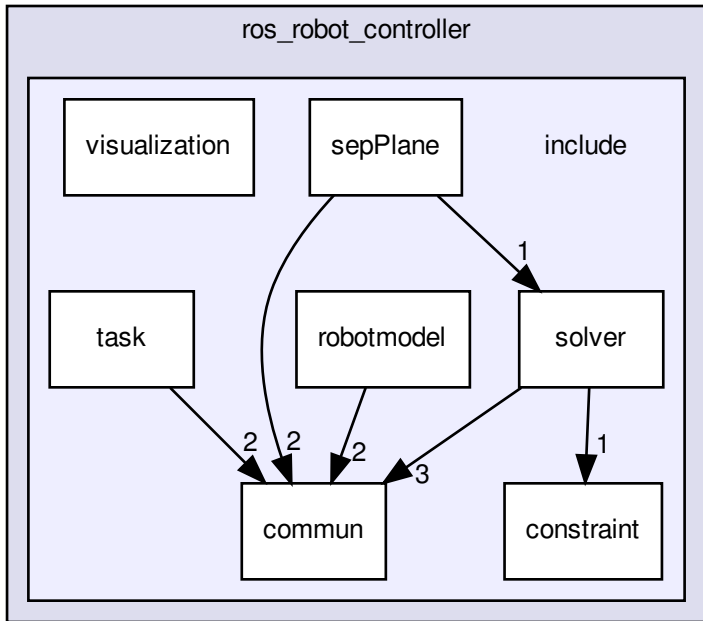 ros_robot_controller
visualization
sepPlane
include
1
task
robotmodel
solver
2
2
2
3
1
commun
constraint